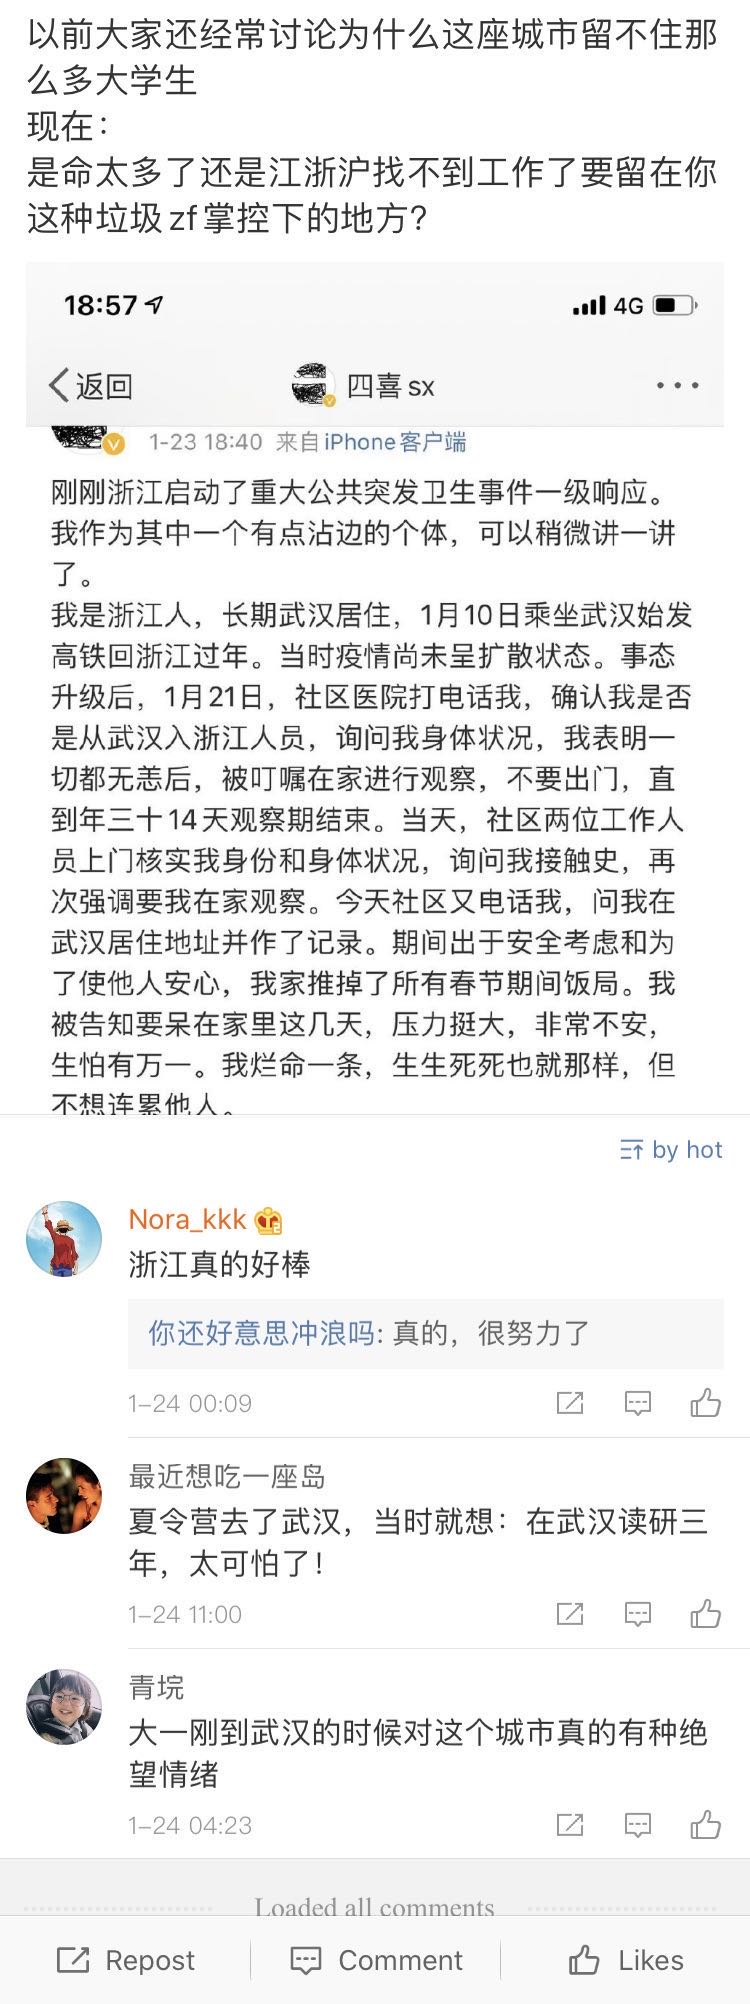 以前大家还经常讨论为什么这座城市留不住那
么多大学生
现在：
是命太多了还是江浙沪找不到工作了要留在你
这种垃圾zf掌控下的地方？
18:57
4G
返回
四喜sx
1-23 18:40 来自iPhone客户端
刚刚浙江启动了重大公共突发卫生事件一级响应。
我作为其中一个有点沾边的个体，可以稍微讲一讲
了。
我是浙江人，长期武汉居住，1月10日乘坐武汉始发
高铁回浙江过年。当时疫情尚未呈扩散状态。事态
升级后，1月21日，社区医院打电话我，确认我是否
是从武汉入浙江人员，询问我身体状况，我表明一
切都无恙后，被叮嘱在家进行观察，不要出门，直
到年三十14天观察期结束。当天，社区两位工作人
员上门核实我身份和身体状况，询问我接触史，再
次强调要我在家观察。今天社区又电话我，问我在
武汉居住地址并作了记录。期间出于安全考虑和为
了使他人安心，我家推掉了所有春节期间饭局。我
被告知要呆在家里这几天，压力挺大，非常不安，
生怕有万一。我烂命一条，生生死死也就那样，但
不想连累他人。
by hot
Nora_kkk
浙江真的好棒
你还好意思冲浪吗: 真的，很努力了
1-24 00:09
最近想吃一座岛
夏令营去了武汉，当时就想：在武汉读研三
年，太可怕了！
1-24 11:00
青垸
大一刚到武汉的时候对这个城市真的有种绝
望情绪
1-24 04:23
Loaded all comments
Repost
Comment
Likes